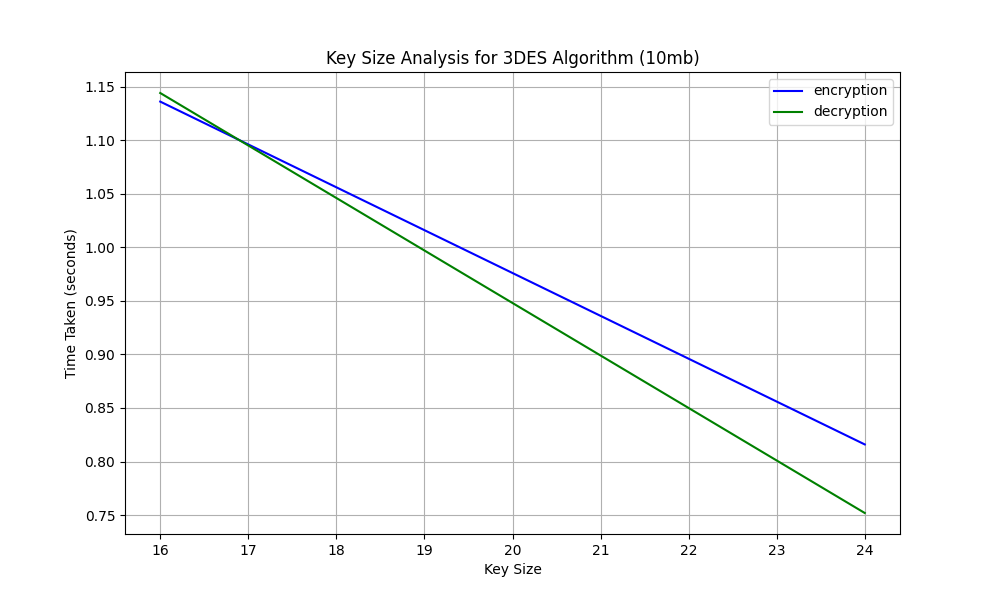 Key Size Analysis for 3DES Algorithm (10mb)
encryption
decryption
1.15
1.10
1.05
1.00
0.95
0.90
0.85
0.80
0.75
Time Taken (seconds)
16 17 18 19 20 21 22 23 24
Key Size